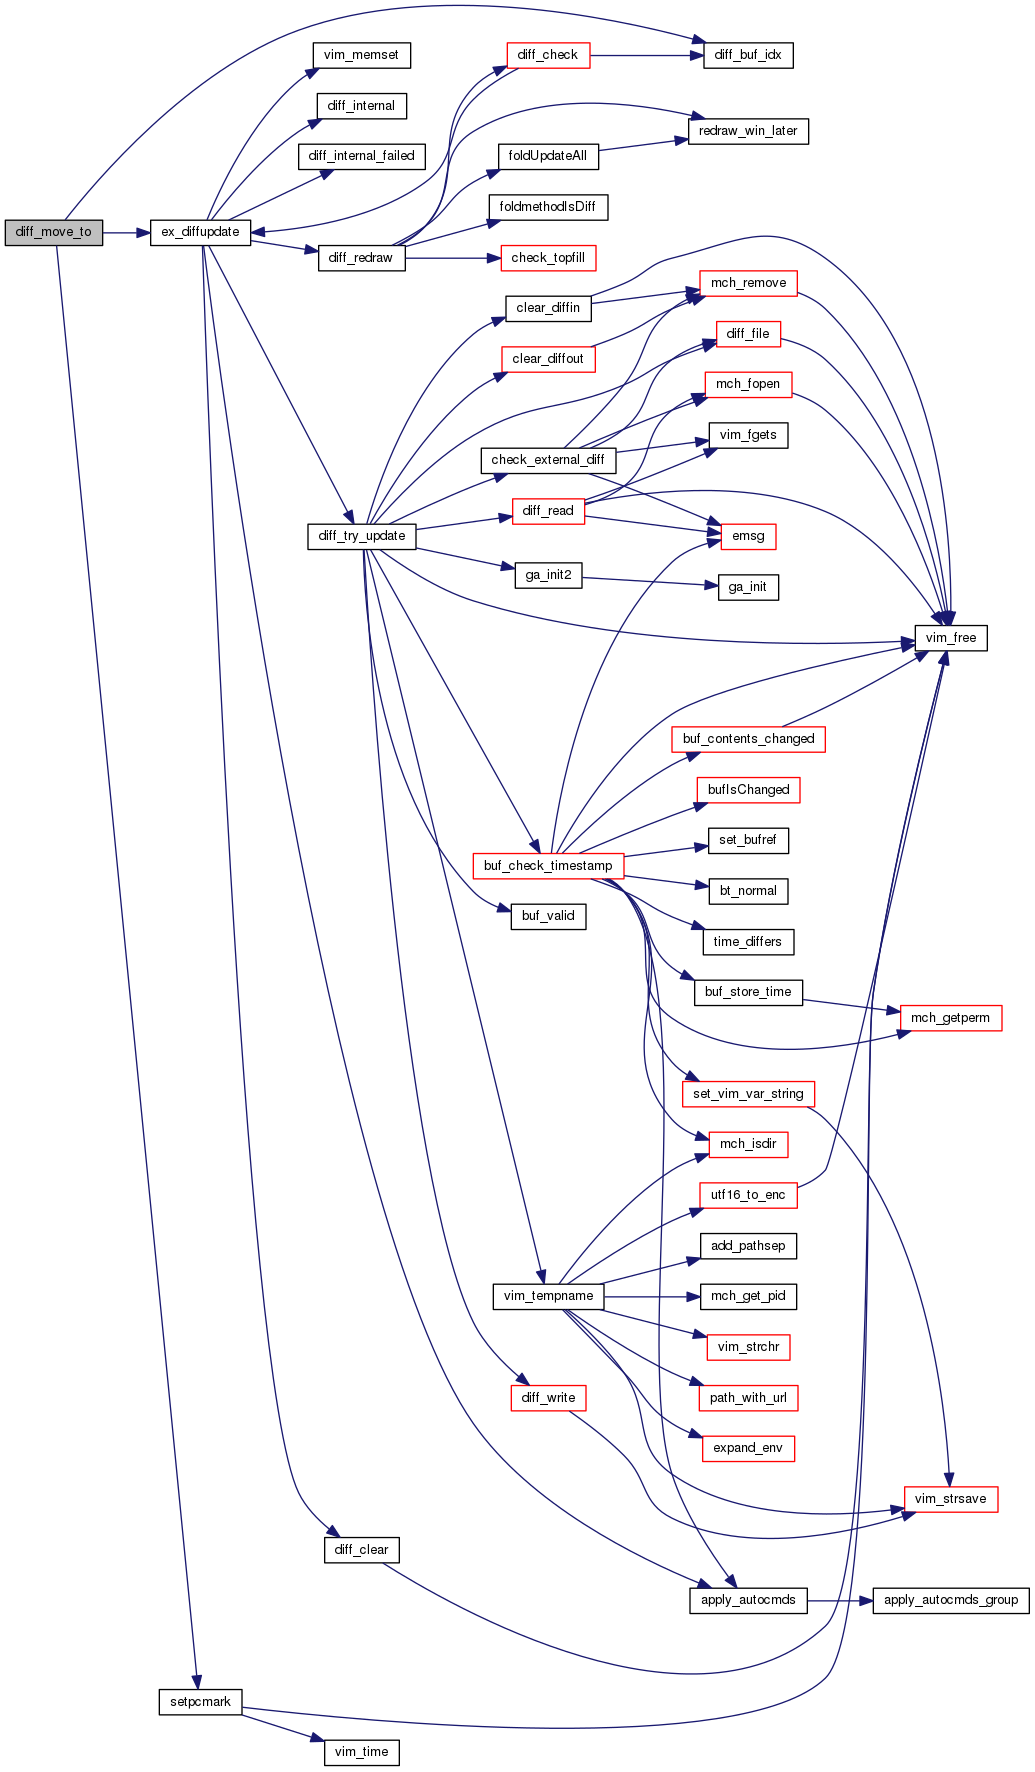 vim_memset
diff_check
diff_buf_idx
diff_internal
redraw_win_later
diff_internal_failed
foldUpdateAll
foldmethodIsDiff
diff_move_to
ex_diffupdate
diff_redraw
check_topfill
mch_remove
clear_diffin
diff_file
clear_diffout
mch_fopen
vim_fgets
check_external_diff
diff_read
diff_try_update
emsg
ga_init2
ga_init
vim_free
buf_contents_changed
bufIsChanged
set_bufref
buf_check_timestamp
bt_normal
buf_valid
time_differs
buf_store_time
mch_getperm
set_vim_var_string
mch_isdir
utf16_to_enc
add_pathsep
vim_tempname
mch_get_pid
vim_strchr
diff_write
path_with_url
expand_env
vim_strsave
diff_clear
apply_autocmds
apply_autocmds_group
setpcmark
vim_time